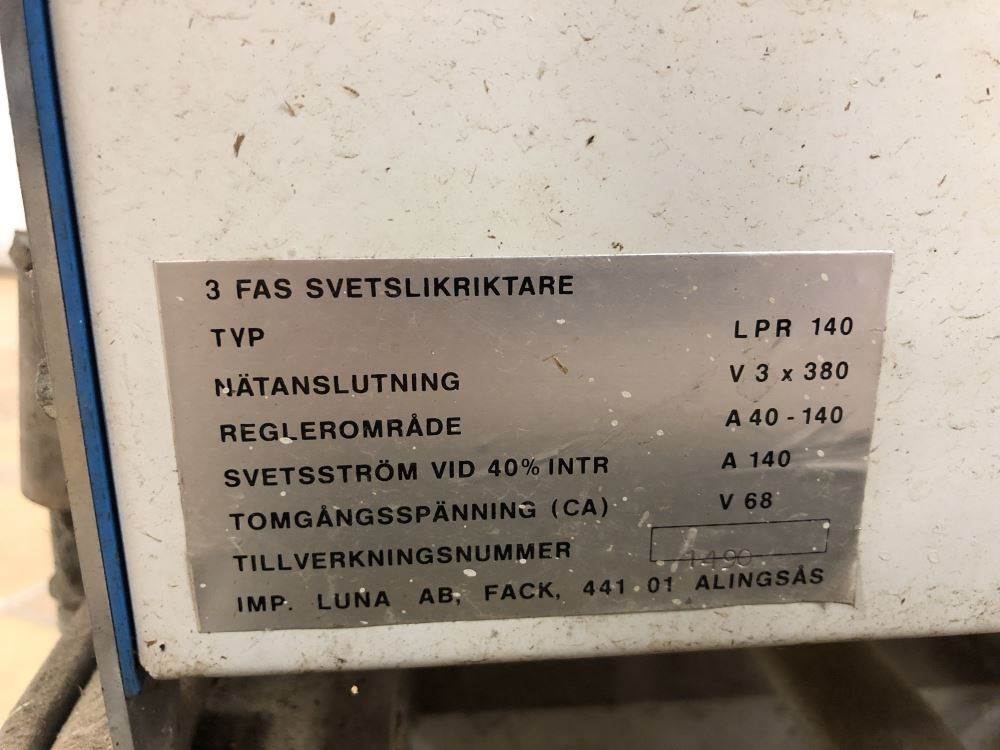 3 FAS SVETSLIKRIKTARE
TYP LPR 140
NÄTANSLUTNING V 3 x 380
REGLEROMRÅDE A 40 - 140
SVETSSTRÖM VID 40% INTR A 140
TOMGÅNGSSPÄNNING (CA) V 68
TILLVERKNINGSNUMMER 1490
IMP. LUNA AB, FACK, 441 01 ALINGSÅS